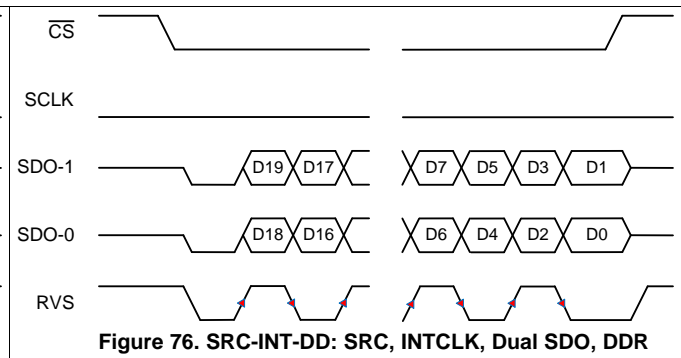 CS
SCLK
SDO-1 D19 D17 D7 D5 D3 D1
SDO-0 D18 D16 D6 D4 D2 D0
RVS
Figure 76. SRC-INT-DD: SRC, INTCLK, Dual SDO, DDR